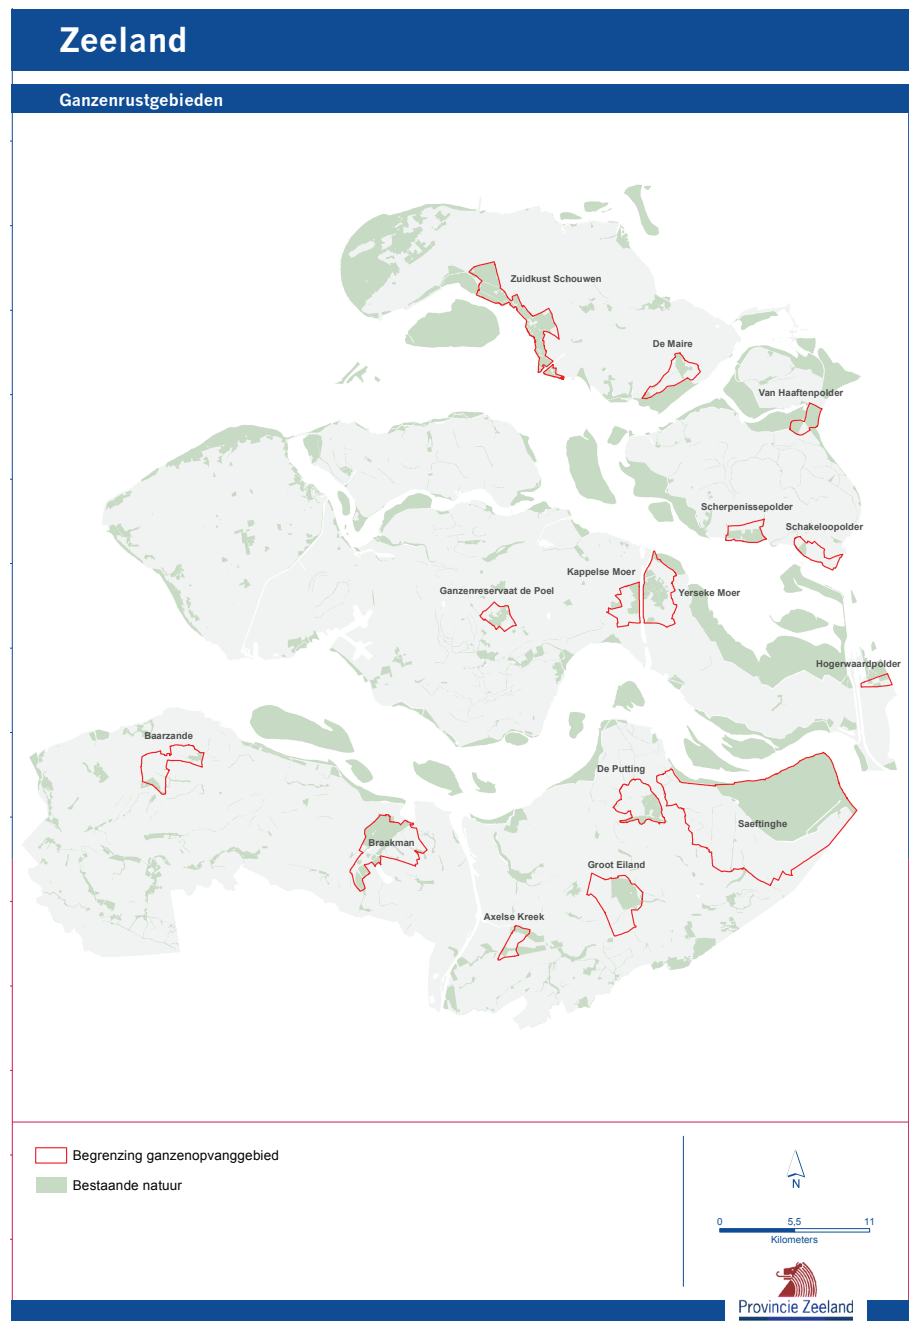 Zeeland
Ganzenrustgebieden
Zuidkust Schouwen
De Maire
Van Haaftenpolder
Scherpenissepolder
Schakeloopolder
Kappelse Moer
Ganzenreservaat de Poel
Yerseke Moer
Hogerwaardpolder
Baarzande
De Putting
Saeftinghe
Braakman
Groot Eiland
Axelse Kreek
Begrenzing ganzenopvanggebied
Bestaande natuur
N
0 5,5 11
Kilometers
Provincie Zeeland